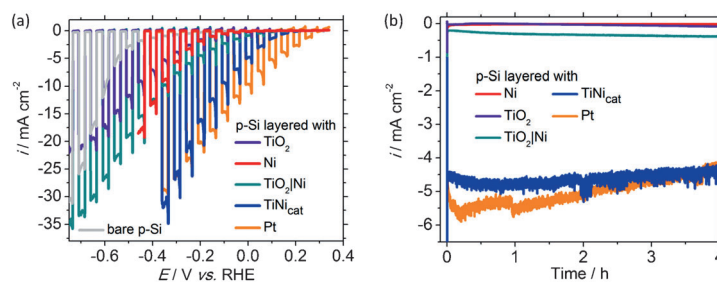 (a)
0
-5
-10
-15
-20
-25
-30
-35
i / mA cm⁻²
p-Si layered with
TiO₂
Ni
TiO₂|Ni
TiNi_cat
Pt
bare p-Si
-0.6 -0.4 -0.2 0.0 0.2 0.4
E / V vs. RHE
(b)
0
-1
-2
-3
-4
-5
-6
i / mA cm⁻²
p-Si layered with
Ni TiNi_cat
TiO₂ Pt
TiO₂|Ni
0 1 2 3 4
Time / h